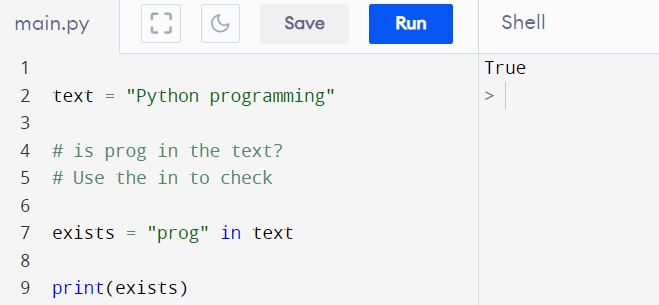 main.py Save Run Shell
1 True
2 text = "Python programming" >
3
4 # is prog in the text?
5 # Use the in to check
6
7 exists = "prog" in text
8
9 print(exists)